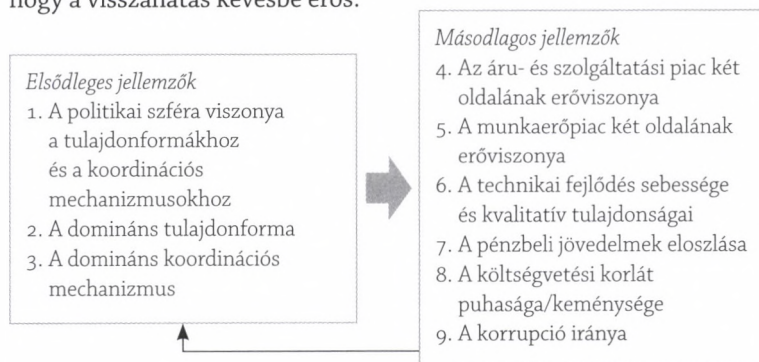 hogy a visszahatás kevésbé erős.
Elsődleges jellemzők
1. A politikai szféra viszonya
a tulajdonformákhoz
és a koordinációs
mechanizmusokhoz
2. A domináns tulajdonforma
3. A domináns koordinációs
mechanizmus
Másodlagos jellemzők
4. Az áru- és szolgáltatási piac két
oldalának erőviszonya
5. A munkaerőpiac két oldalának
erőviszonya
6. A technikai fejlődés sebessége
és kvalitatív tulajdonságai
7. A pénzbeli jövedelmek eloszlása
8. A költségvetési korlát
puhasága/keménysége
9. A korrupció iránya